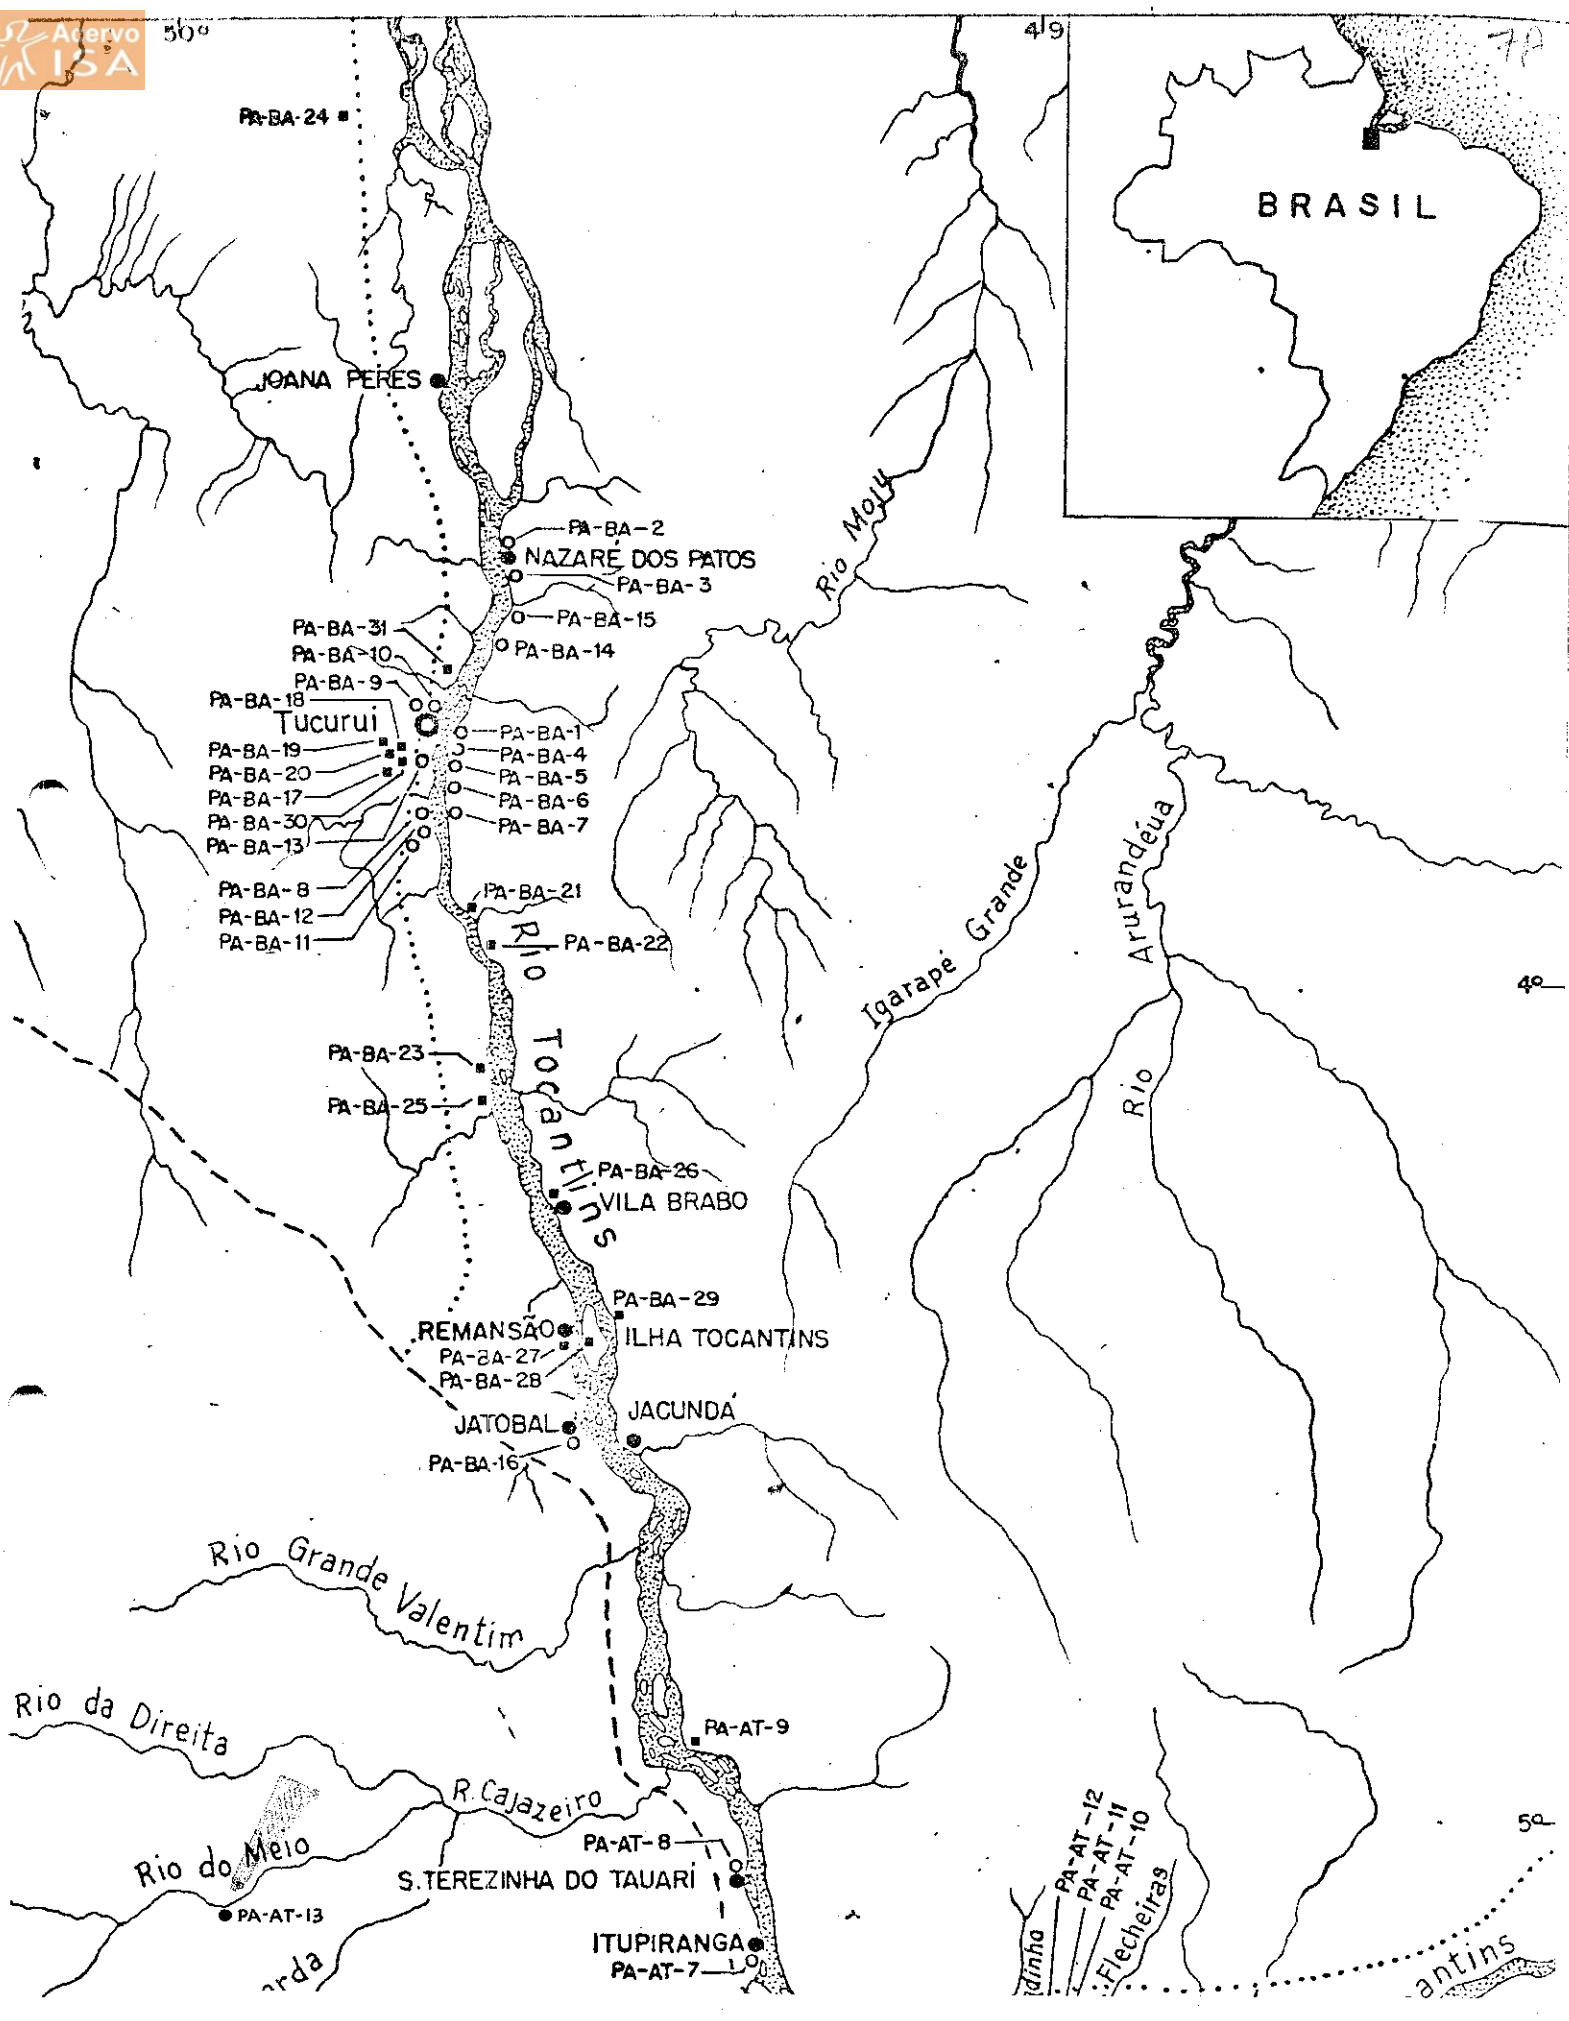 Acervo
ISA
50º
49
7A
PA-BA-24
BRASIL
JOANA PERES
PA-BA-2
NAZARÉ DOS PATOS
PA-BA-3
Rio Moju
PA-BA-15
PA-BA-31
PA-BA-14
PA-BA-10
PA-BA-9
PA-BA-18
Tucurui
PA-BA-1
PA-BA-19
PA-BA-4
PA-BA-20
PA-BA-5
PA-BA-17
PA-BA-6
PA-BA-30
PA-BA-7
PA-BA-13
PA-BA-8
PA-BA-21
PA-BA-12
PA-BA-11
PA-BA-22
Rio Tocantins
Igarapé Grande
Rio Arurandéua
4º
PA-BA-23
PA-BA-25
PA-BA-26
VILA BRABO
PA-BA-29
REMANSÃO
ILHA TOCANTINS
PA-BA-27
PA-BA-28
JACUNDÁ
JATOBAL
PA-BA-16
Rio Grande Valentim
Rio da Direita
PA-AT-9
R. Cajazeiro
PA-AT-12
PA-AT-11
PA-AT-10
5º
PA-AT-8
Rio do Meio
S. TEREZINHA DO TAUARÍ
PA-AT-13
Flecheiras
dinho
ITUPIRANGA
PA-AT-7
orda
antins